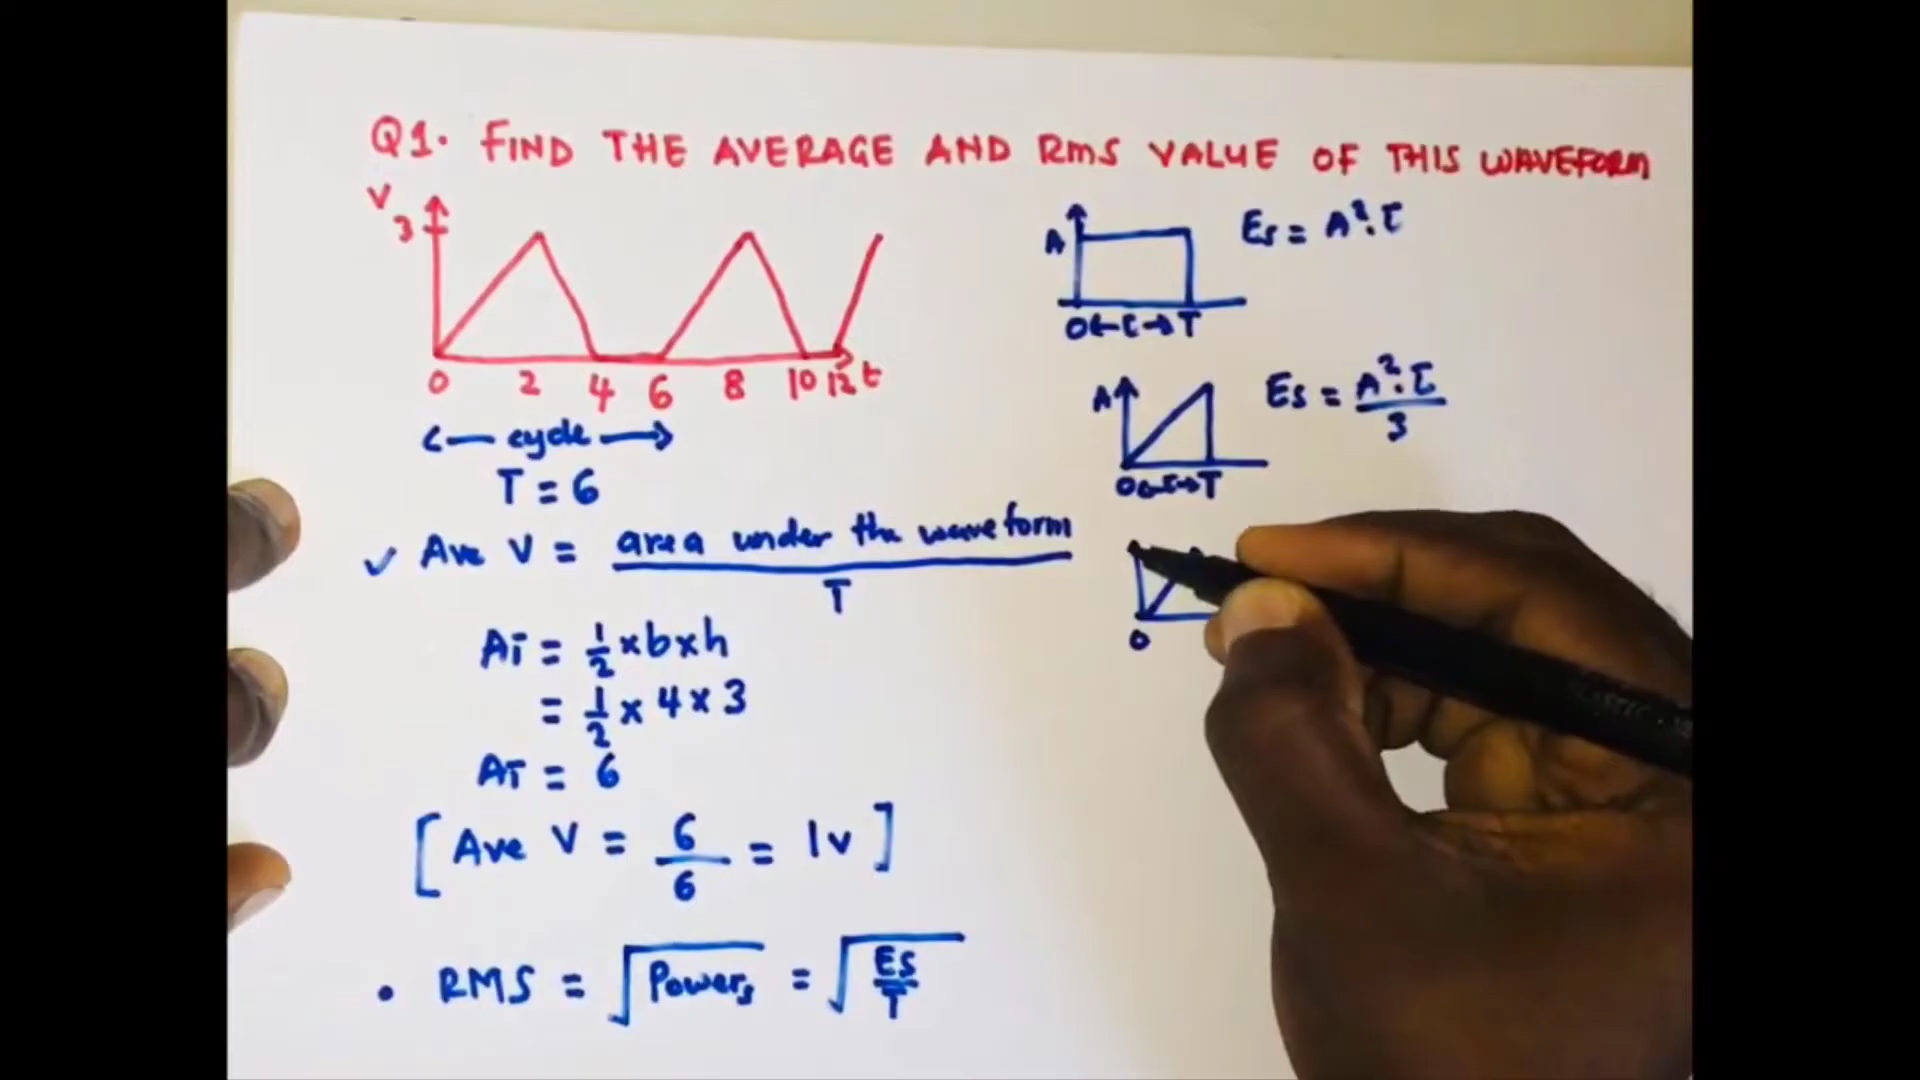 Q1. FIND THE AVERAGE AND RMS VALUE OF THIS WAVEFORM
V
3
0 2 4 6 8 10 12 t
<— cycle —>
T = 6
✓ Ave V = area under the waveform
T
AT = 1/2 x b x h
= 1/2 x 4 x 3
AT = 6
[Ave V = 6/6 = 1v]
• RMS = √Powers = √Es/T
A Es = A².τ
0 ←τ→ T
A Es = A².τ/3
0 ←τ→ T
0